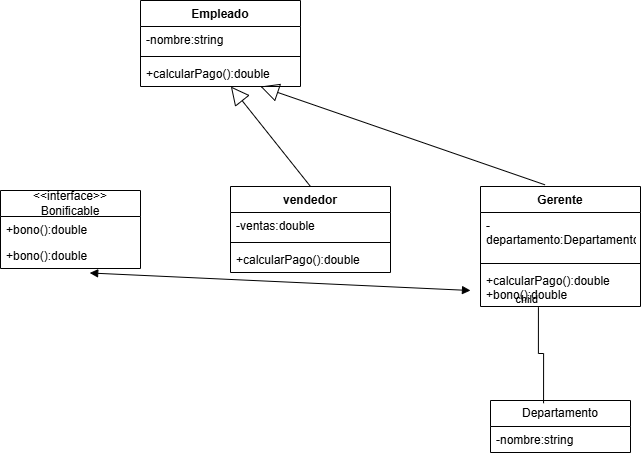 Empleado
-nombre:string
+calcularPago():double
<<interface>>
Bonificable
+bono():double
+bono():double
vendedor
-ventas:double
+calcularPago():double
Gerente
-
departamento:Departamento
+calcularPago():double
+bono():double
child
Departamento
-nombre:string